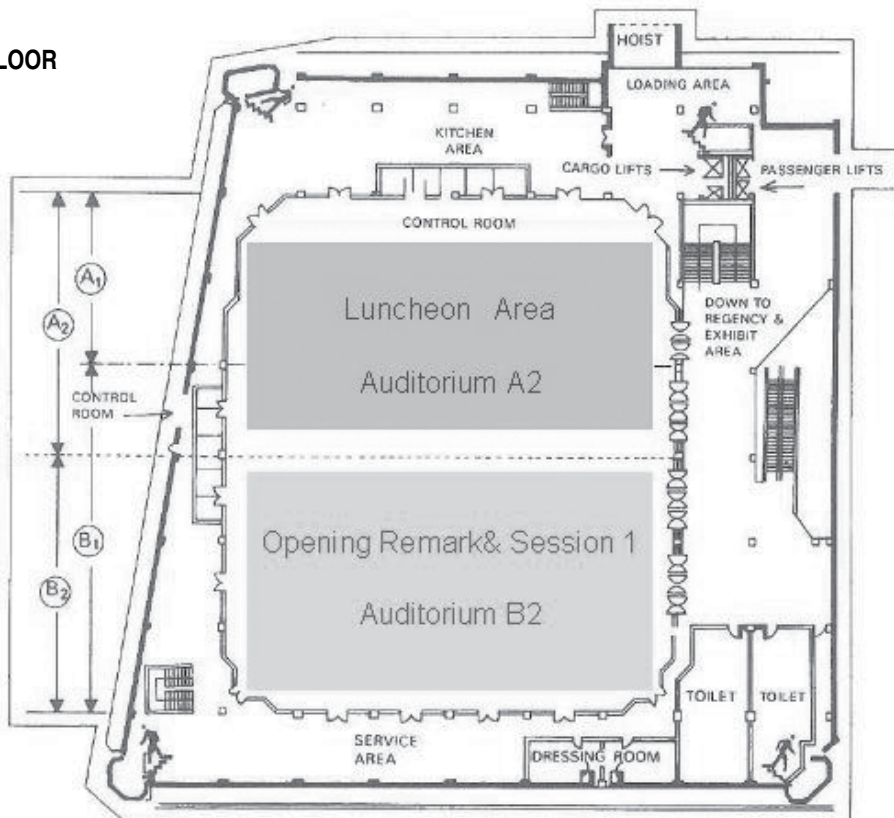 LOOR
HOIST
LOADING AREA
KITCHEN
AREA
CARGO LIFTS
PASSENGER LIFTS
CONTROL ROOM
A1
A2
Luncheon Area
Auditorium A2
DOWN TO
REGENCY &
EXHIBIT
AREA
CONTROL
ROOM
B1
B2
Opening Remark& Session 1
Auditorium B2
TOILET
TOILET
SERVICE
AREA
DRESSING ROOM